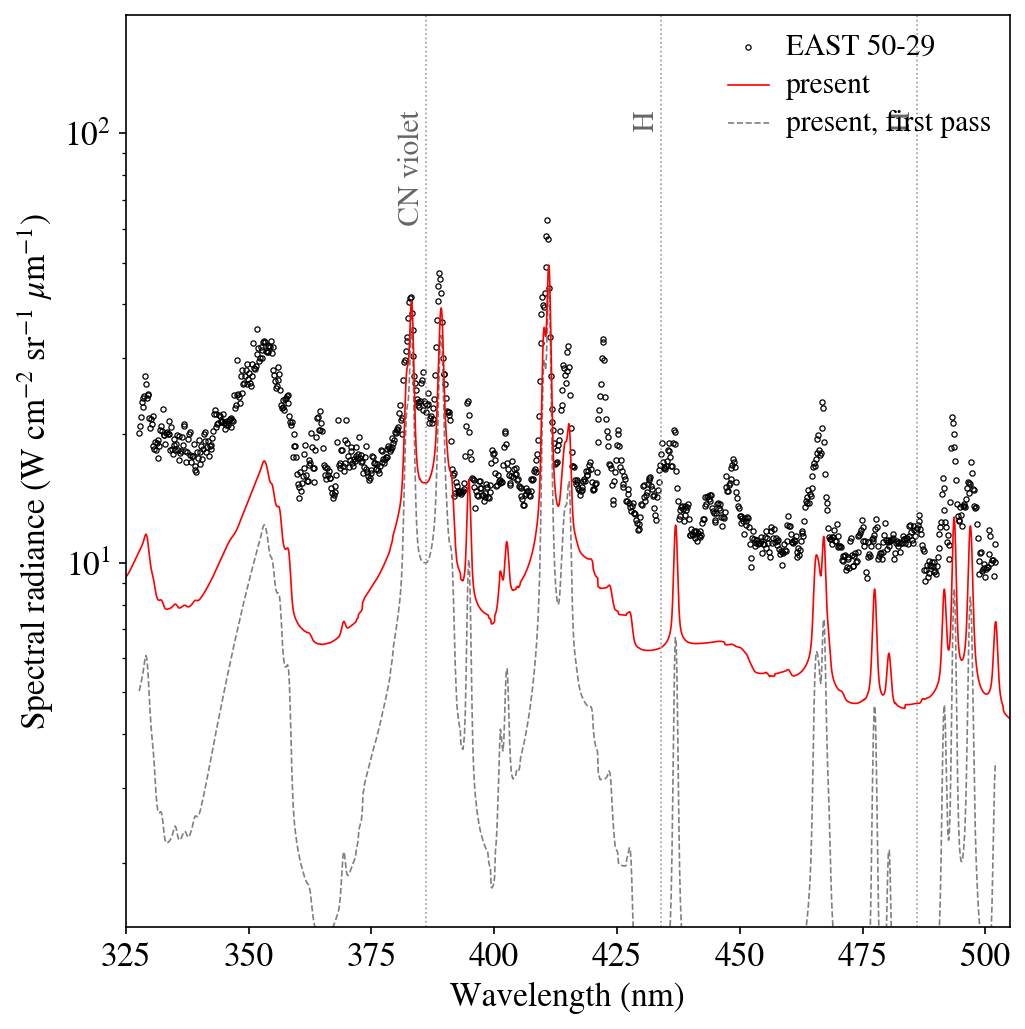 EAST 50-29
present
present, first pass
CN violet
H
H
10²
10¹
Spectral radiance (W cm⁻² sr⁻¹ μm⁻¹)
325 350 375 400 425 450 475 500
Wavelength (nm)